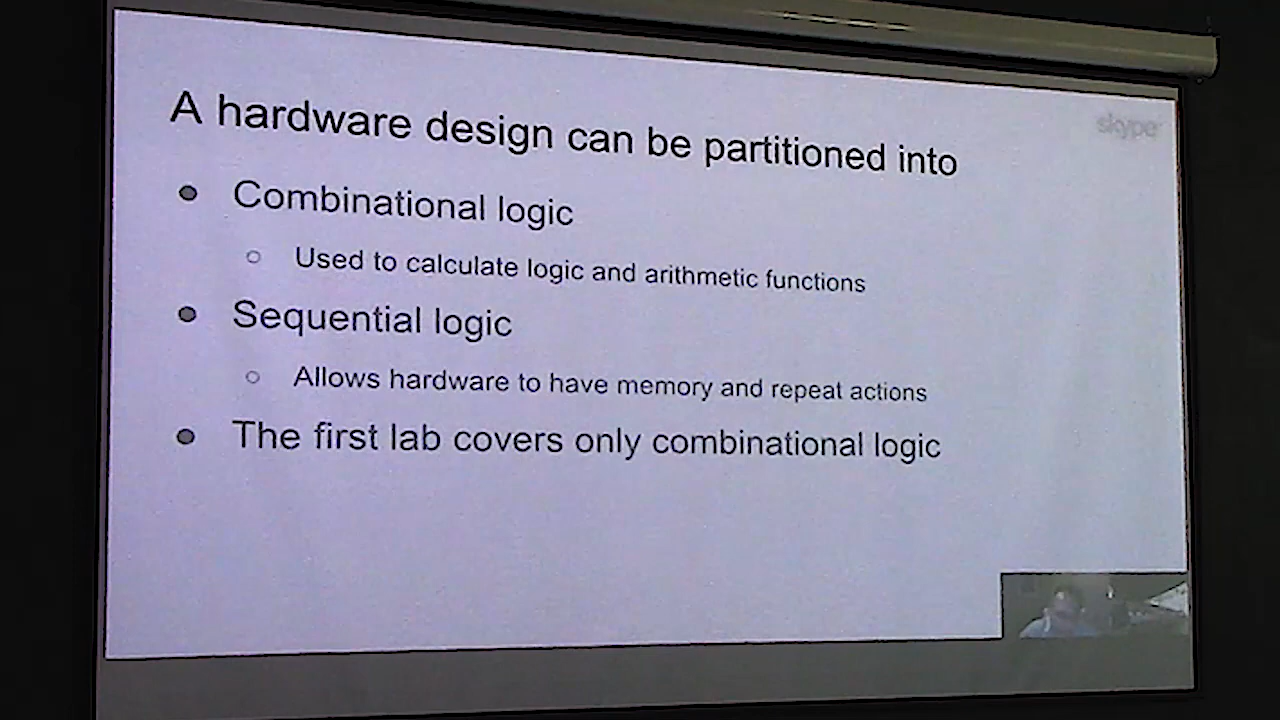 A hardware design can be partitioned into
skype
Combinational logic
Used to calculate logic and arithmetic functions
Sequential logic
Allows hardware to have memory and repeat actions
The first lab covers only combinational logic